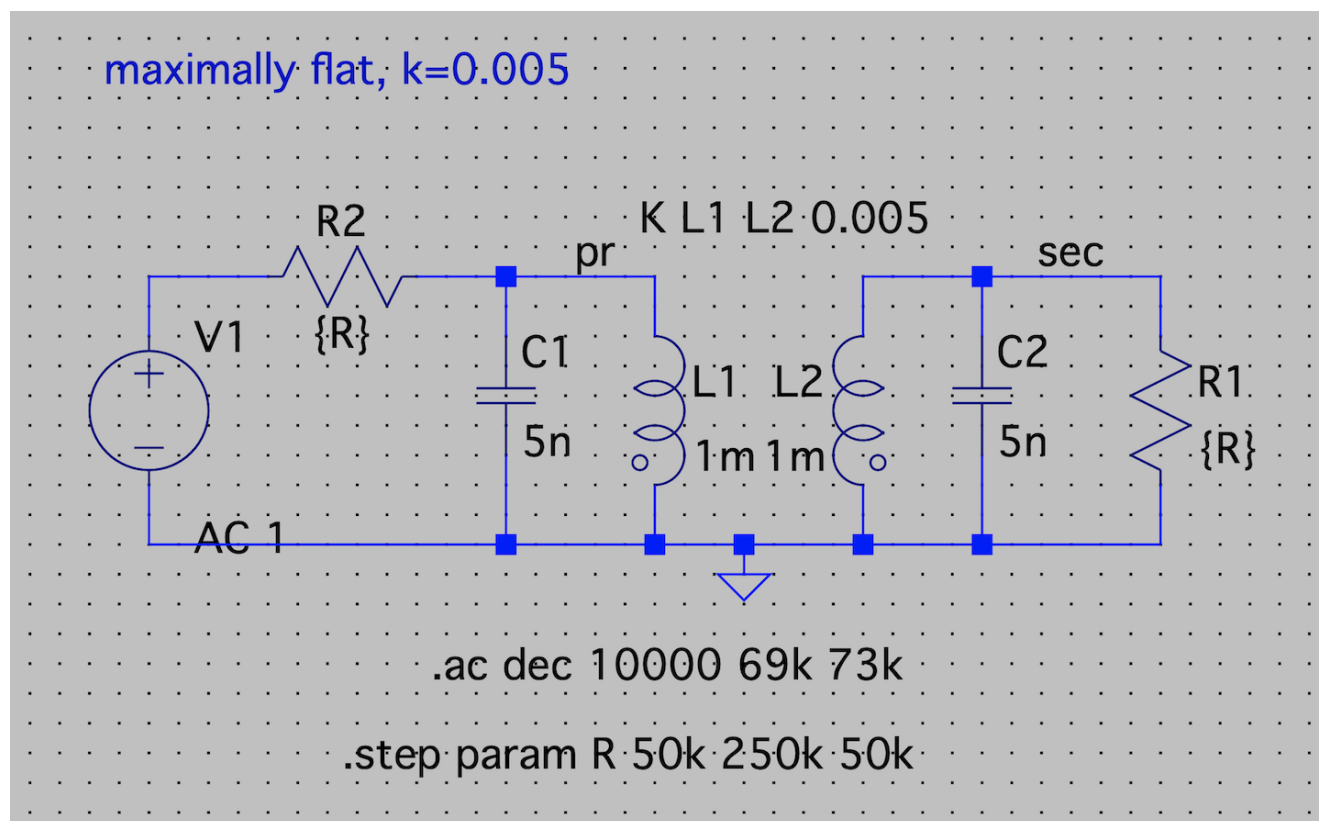 maximally flat, k=0.005
R2
K L1 L2 0.005
pr
sec
V1
{R}
C1
C2
L1
L2
R1
5n
1m
1m
5n
{R}
AC 1
.ac dec 10000 69k 73k
.step param R 50k 250k 50k